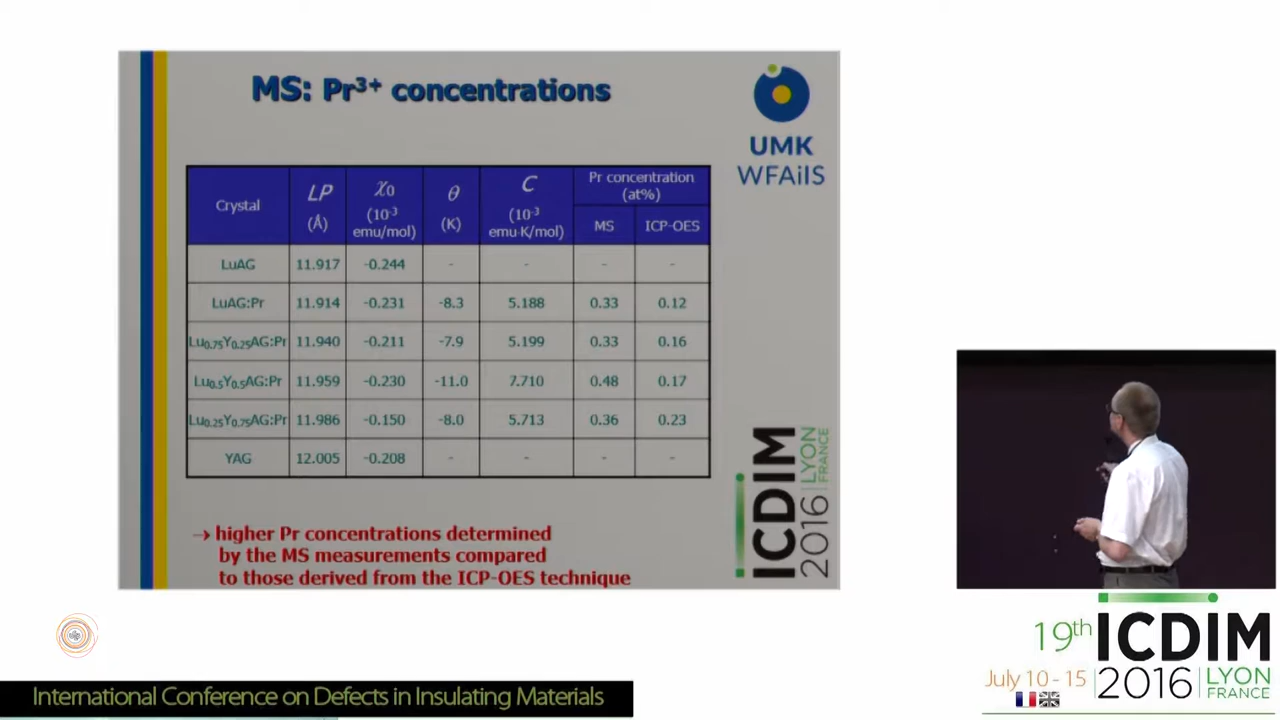 MS: Pr³⁺ concentrations
UMK
WFAiIS
Crystal LP (Å) χ₀ (10⁻³ emu/mol) θ (K) C (10⁻³ emu·K/mol) Pr concentration (at%) MS ICP-OES
LuAG 11.917 -0.244 - - - -
LuAG:Pr 11.914 -0.231 -8.3 5.188 0.33 0.12
Lu₀.₇₅Y₀.₂₅AG:Pr 11.940 -0.211 -7.9 5.199 0.33 0.16
Lu₀.₅Y₀.₅AG:Pr 11.959 -0.230 -11.0 7.710 0.48 0.17
Lu₀.₂₅Y₀.₇₅AG:Pr 11.986 -0.150 -8.0 5.713 0.36 0.23
YAG 12.005 -0.208 - - - -
→ higher Pr concentrations determined
by the MS measurements compared
to those derived from the ICP-OES technique
ICDIM
2016 LYON
FRANCE
19th ICDIM
July 10 - 15 2016 LYON
FRANCE
International Conference on Defects in Insulating Materials